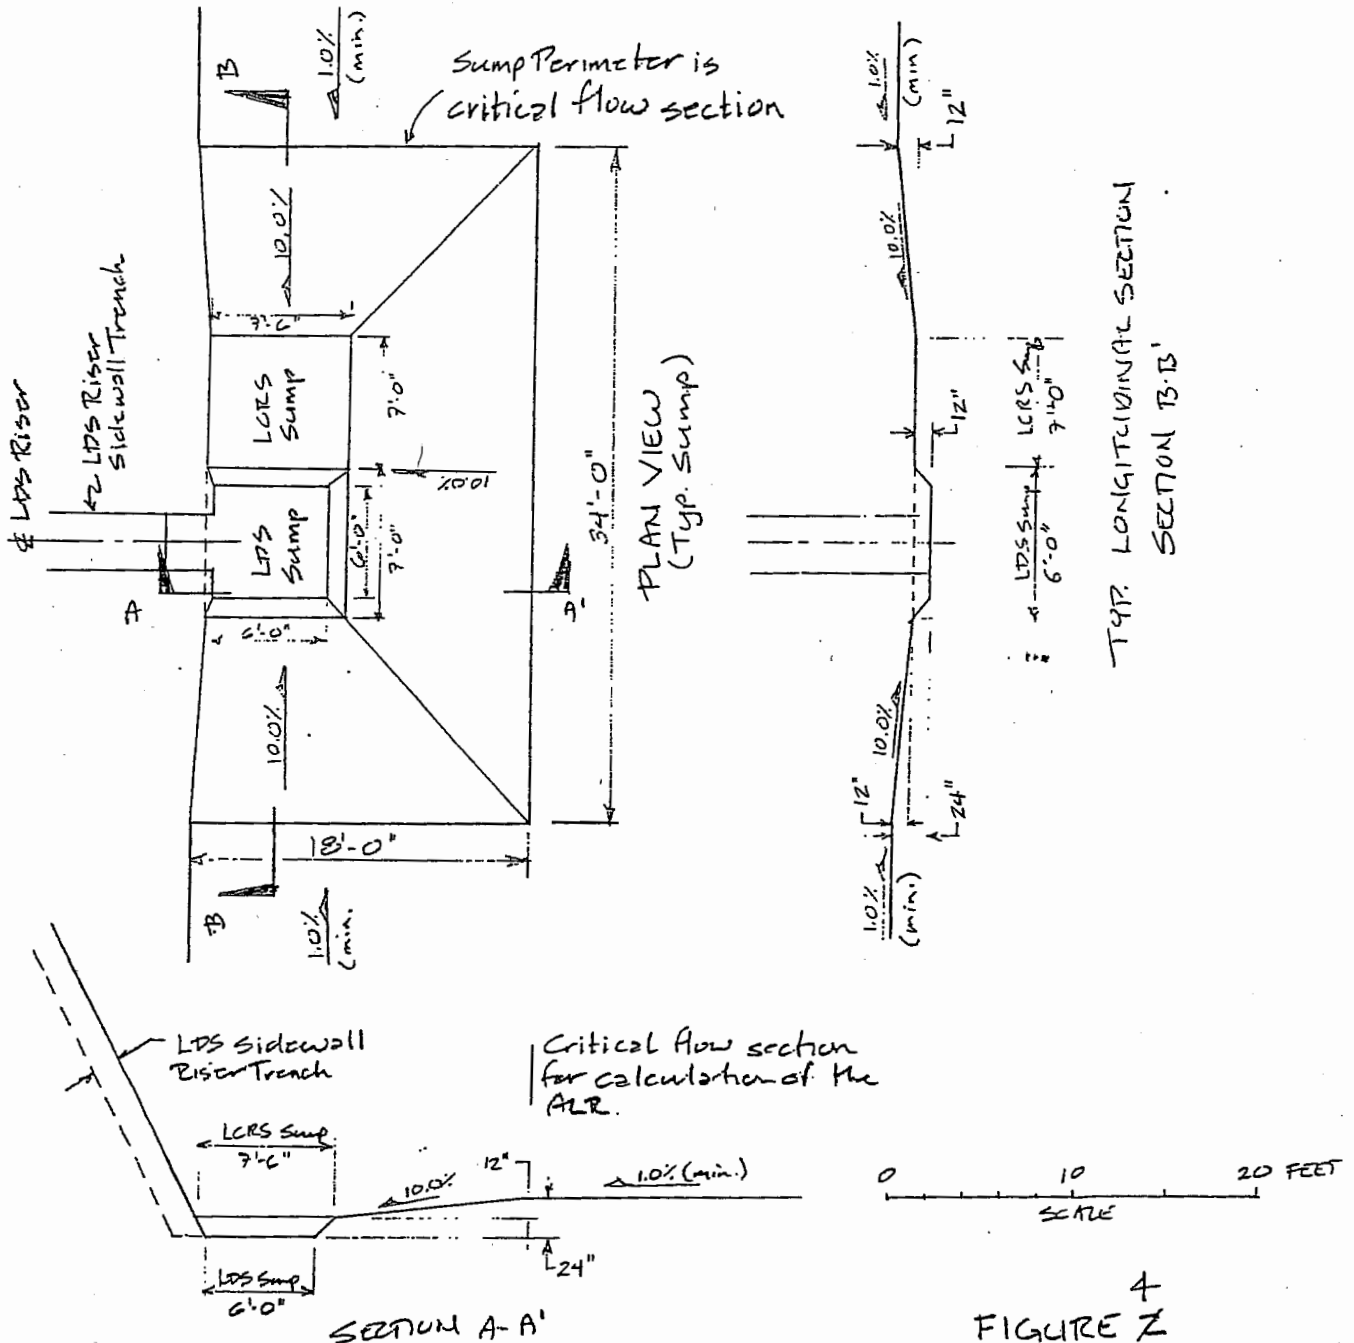 B
1.0%
(min)
Sump Perimeter is
critical flow section
10.0%
7'-6"
LCRS
Sump
7'-0"
10.0%
LDS
Sump
6'-0"
7'-0"
6'-0"
A
A'
10.0%
18'-0"
34'-0"
B
1.0%
(min.
₵ LDS Riser
LDS Riser
Sidewall Trench
PLAN VIEW
(Typ. Sump)
1.0%
(min)
12"
10.0%
12"
LCRS Sump
7'-0"
LDS Sump
6'-0"
10.0%
12"
24"
1.0%
(min.)
TYP. LONGITUDINAL SECTION
SECTION B-B'
LDS Sidewall
Riser Trench
Critical flow section
for calculation of the
ALR.
LCRS Sump
7'-6"
10.0%
12"
1.0% (min.)
24"
LDS Sump
6'-0"
SECTION A-A'
0 10 20 FEET
SCALE
4
FIGURE 2